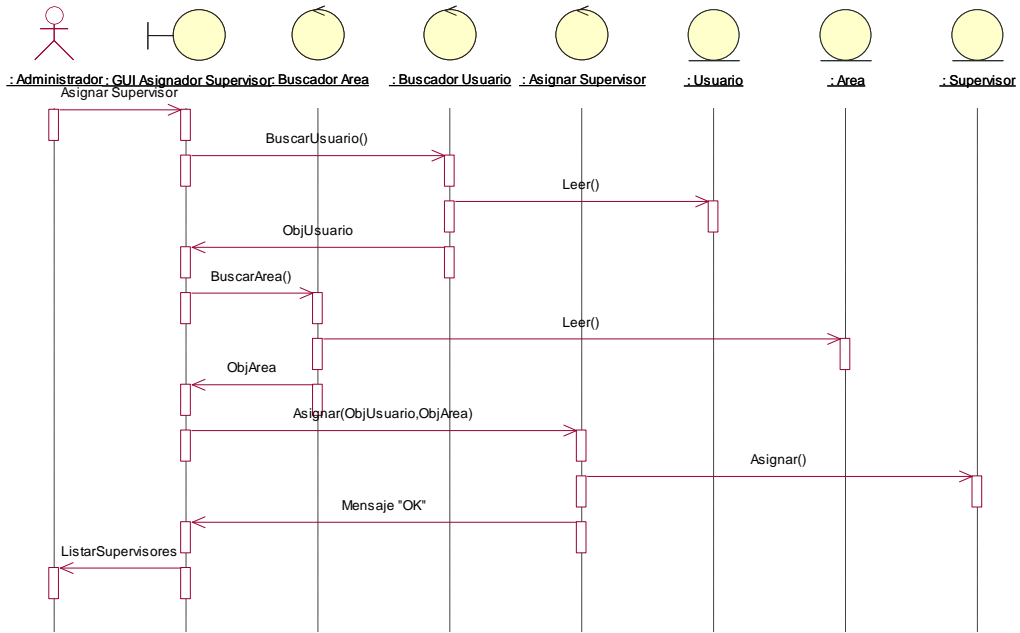 : Administrador
: GUI Asignador Supervisor
: Buscador Area
: Buscador Usuario
: Asignar Supervisor
: Usuario
: Area
: Supervisor
Asignar Supervisor
BuscarUsuario()
Leer()
ObjUsuario
BuscarArea()
Leer()
ObjArea
Asignar(ObjUsuario,ObjArea)
Asignar()
Mensaje "OK"
ListarSupervisores